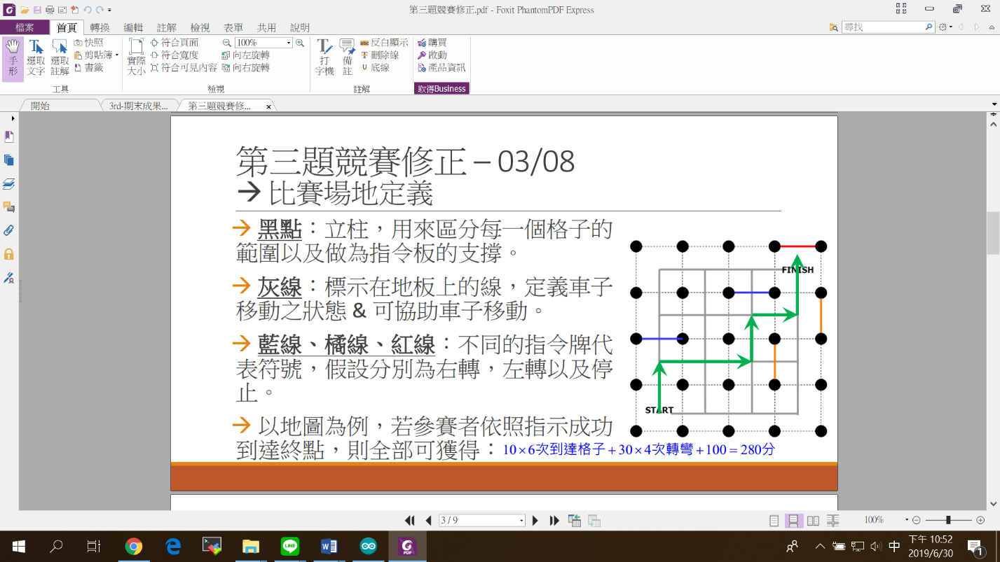 第三題競賽修正.pdf - Foxit PhantomPDF Express
檔案 首頁 轉換 編輯 註解 檢視 表單 共用 說明
尋找
手形
選取文字
選取註解
快照
剪貼簿
書籤
工具
實際大小
符合頁面
符合寬度
符合可見內容
100%
向左旋轉
向右旋轉
檢視
打字機
備註
abc 反白顯示
T 刪除線
U 底線
註解
購買
啟動
產品資訊
取得Business
開始 3rd-期末成果... 第三題競賽修... ×
第三題競賽修正 – 03/08
→ 比賽場地定義
→ 黑點：立柱，用來區分每一個格子的
範圍以及做為指令板的支撐。
→ 灰線：標示在地板上的線，定義車子
移動之狀態 & 可協助車子移動。
→ 藍線、橘線、紅線：不同的指令牌代
表符號，假設分別為右轉，左轉以及停
止。
→ 以地圖為例，若參賽者依照指示成功
到達終點，則全部可獲得：10×6次到達格子+30×4次轉彎+100=280分
FINISH
START
3 / 9
100%
LINE
W
PDF
中
下午 10:52
2019/6/30
1